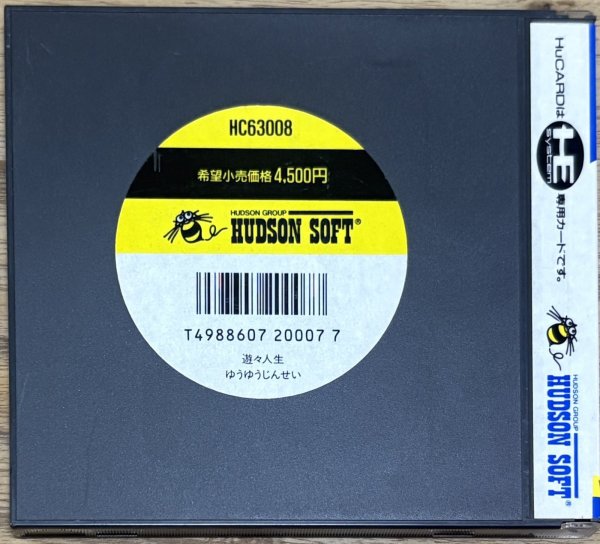 HC63008
希望小売価格 4,500円
HUDSON GROUP
HUDSON SOFT®
T4988607 20007 7
遊々人生
ゆうゆうじんせい
HuCARDは
HE
system
専用カードです。
HUDSON GROUP
HUDSON SOFT®